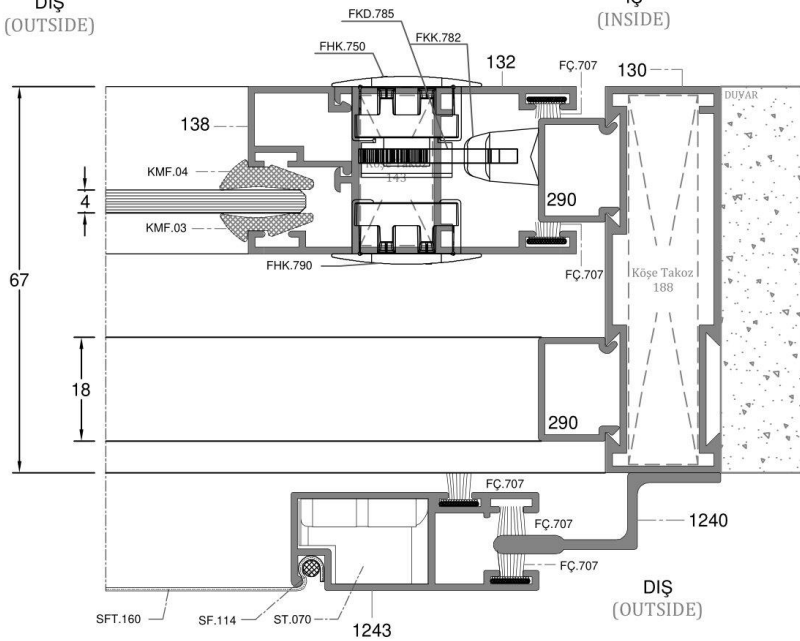 DIŞ
(OUTSIDE)
İÇ
(INSIDE)
FKD.785
FKK.782
FHK.750
132
FÇ.707
130
DUVAR
138
KMF.04
Köşe Takoz
143
4
290
KMF.03
FHK.790
FÇ.707
Köşe Takoz
188
67
18
290
FÇ.707
FÇ.707
1240
FÇ.707
DIŞ
(OUTSIDE)
SFT.160
SF.114
ST.070
1243